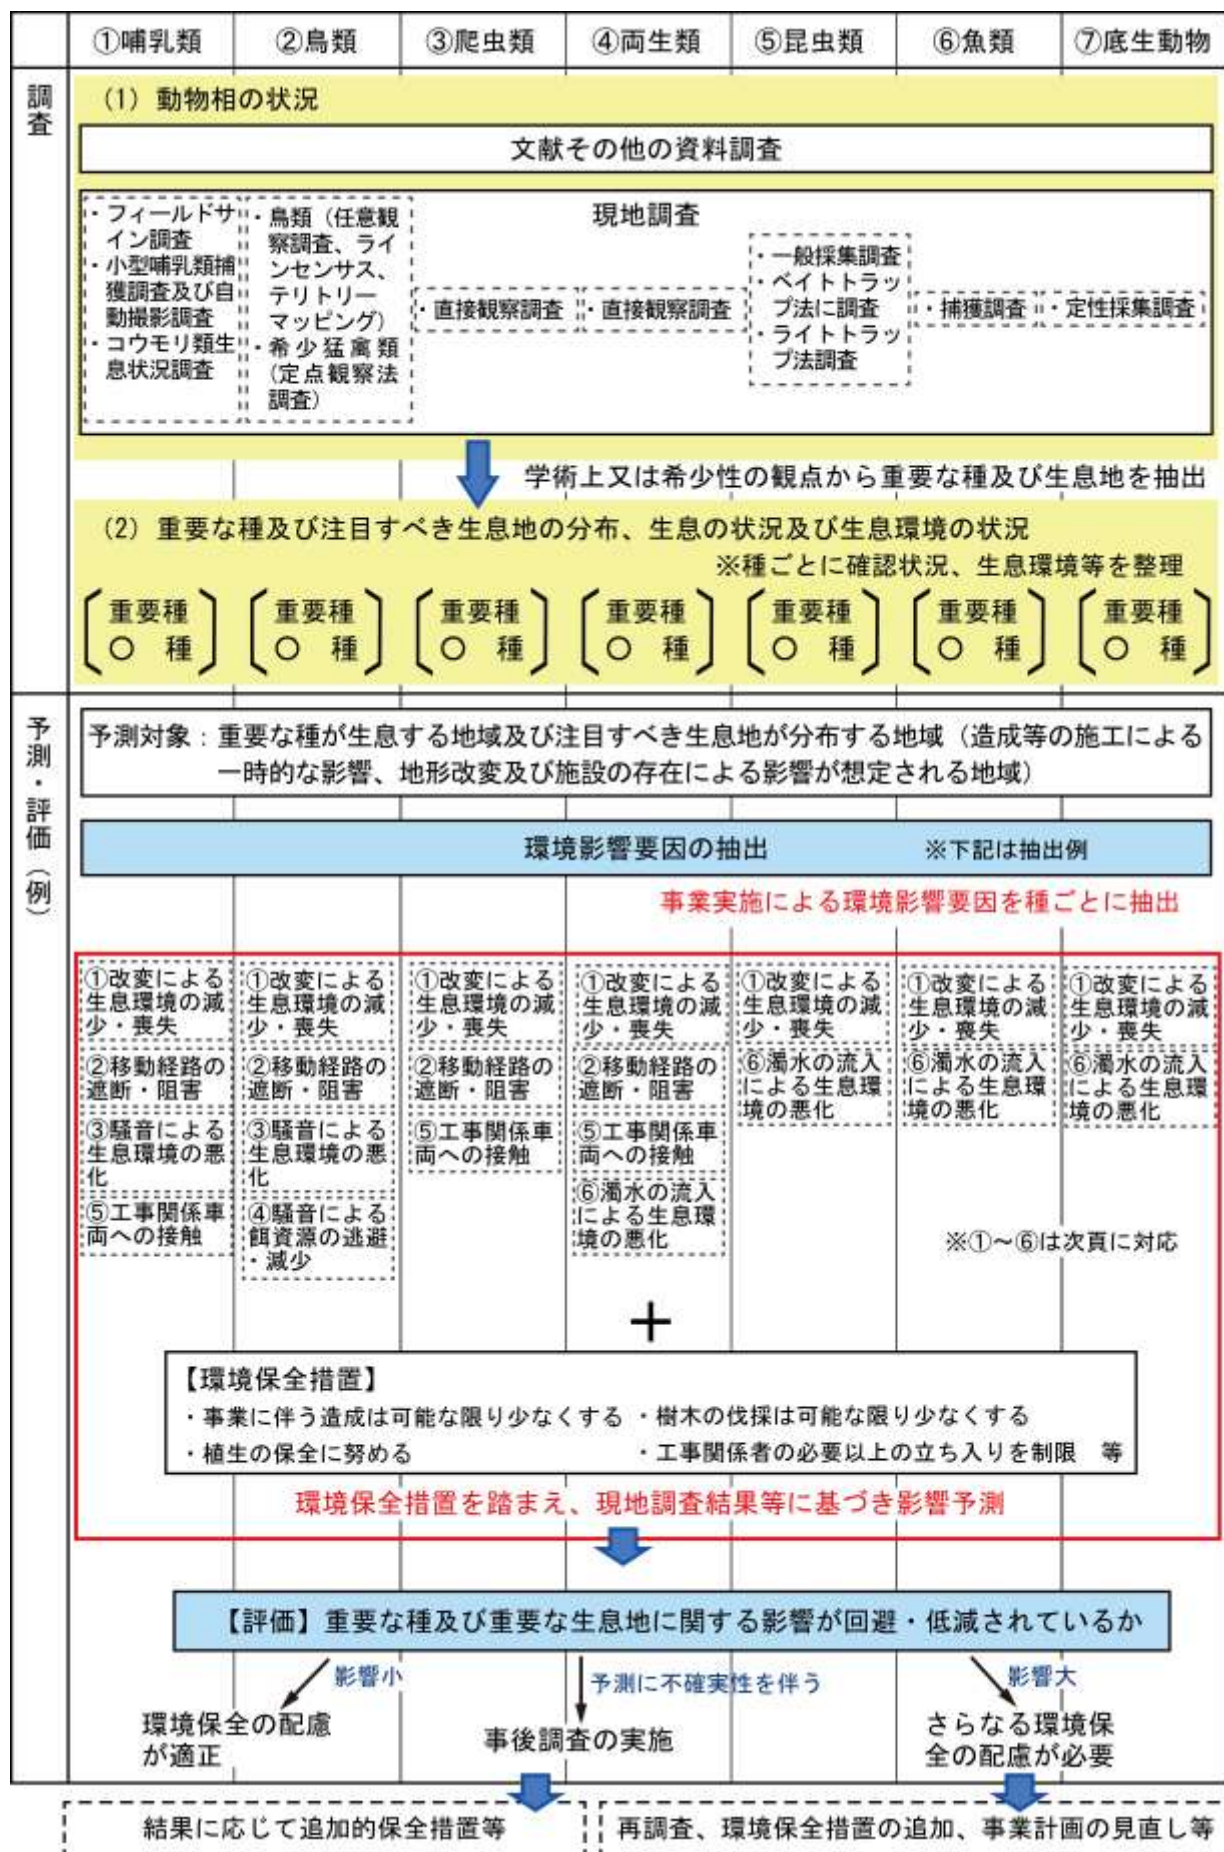 ①哺乳類 ②鳥類 ③爬虫類 ④両生類 ⑤昆虫類 ⑥魚類 ⑦底生動物
調査
(1) 動物相の状況
文献その他の資料調査
現地調査
・フィールドサ
イン調査
・小型哺乳類捕
獲調査及び自
動撮影調査
・コウモリ類生
息状況調査
・鳥類（任意観
察調査、ライ
ンセンサス、
テリトリー
マッピング）
・希少猛禽類
（定点観察法
調査）
・直接観察調査
・直接観察調査
・一般採集調査
・ベイトトラッ
プ法に調査
・ライトトラッ
プ法調査
・捕獲調査
・定性採集調査
学術上又は希少性の観点から重要な種及び生息地を抽出
(2) 重要な種及び注目すべき生息地の分布、生息の状況及び生息環境の状況
※種ごとに確認状況、生息環境等を整理
重要種 重要種 重要種 重要種 重要種 重要種 重要種
○ 種 ○ 種 ○ 種 ○ 種 ○ 種 ○ 種 ○ 種
予測・評価（例）
予測対象：重要な種が生息する地域及び注目すべき生息地が分布する地域（造成等の施工による
一時的な影響、地形改変及び施設の存在による影響が想定される地域）
環境影響要因の抽出 ※下記は抽出例
事業実施による環境影響要因を種ごとに抽出
①改変による
生息環境の減
少・喪失
②移動経路の
遮断・阻害
③騒音による
生息環境の悪
化
⑤工事関係車
両への接触
①改変による
生息環境の減
少・喪失
②移動経路の
遮断・阻害
③騒音による
生息環境の悪
化
④騒音による
餌資源の逃避
・減少
①改変による
生息環境の減
少・喪失
②移動経路の
遮断・阻害
⑤工事関係車
両への接触
①改変による
生息環境の減
少・喪失
②移動経路の
遮断・阻害
⑤工事関係車
両への接触
⑥濁水の流入
による生息環
境の悪化
①改変による
生息環境の減
少・喪失
⑥濁水の流入
による生息環
境の悪化
①改変による
生息環境の減
少・喪失
⑥濁水の流入
による生息環
境の悪化
①改変による
生息環境の減
少・喪失
⑥濁水の流入
による生息環
境の悪化
※①～⑥は次頁に対応
＋
【環境保全措置】
・事業に伴う造成は可能な限り少なくする ・樹木の伐採は可能な限り少なくする
・植生の保全に努める ・工事関係者の必要以上の立ち入りを制限 等
環境保全措置を踏まえ、現地調査結果等に基づき影響予測
【評価】重要な種及び重要な生息地に関する影響が回避・低減されているか
影響小 予測に不確実性を伴う 影響大
環境保全の配慮
が適正
事後調査の実施
さらなる環境保
全の配慮が必要
結果に応じて追加的保全措置等
再調査、環境保全措置の追加、事業計画の見直し等